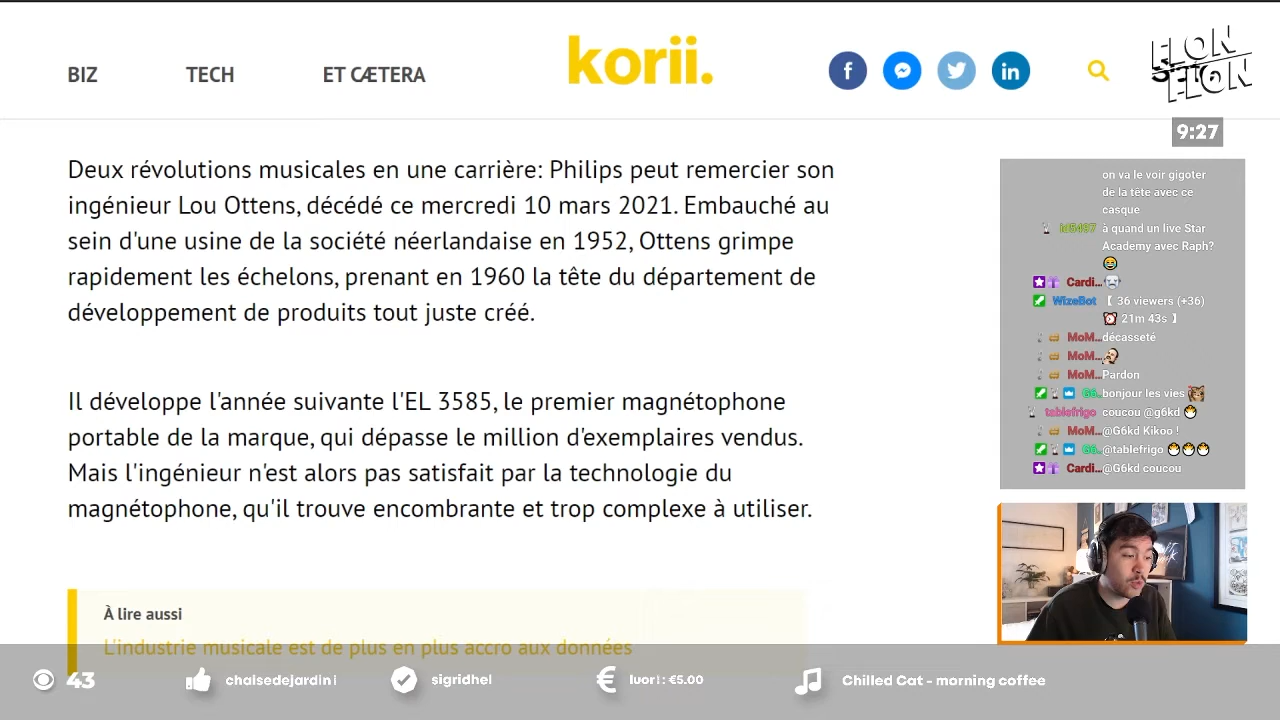 BIZ
TECH
ET CÆTERA
korii.
FLON
FLON
9:27
Deux révolutions musicales en une carrière: Philips peut remercier son
ingénieur Lou Ottens, décédé ce mercredi 10 mars 2021. Embauché au
sein d'une usine de la société néerlandaise en 1952, Ottens grimpe
rapidement les échelons, prenant en 1960 la tête du département de
développement de produits tout juste créé.
Il développe l'année suivante l'EL 3585, le premier magnétophone
portable de la marque, qui dépasse le million d'exemplaires vendus.
Mais l'ingénieur n'est alors pas satisfait par la technologie du
magnétophone, qu'il trouve encombrante et trop complexe à utiliser.
À lire aussi
L'industrie musicale est de plus en plus accro aux données
on va le voir gigoter
de la tête avec ce
casque
à quand un live Star
Academy avec Raph?
Cardi...
WizeBot 【 36 viewers (+36)
21m 43s 】
MoM... décasseté
MoM...
MoM... Pardon
G6.. bonjour les vies
tablefrigo coucou @g6kd
MoM... @G6kd Kikoo !
G6.. @tablefrigo
Cardi... @G6kd coucou
43
chaisedejardin1
sigridhel
luor1: €5.00
Chilled Cat - morning coffee